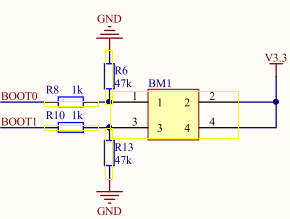 GND
V3.3
R6
47k
BM1
R8 1k
BOOT0
1 1 2 2
R10 1k
BOOT1
3 3 4 4
R13
47k
GND